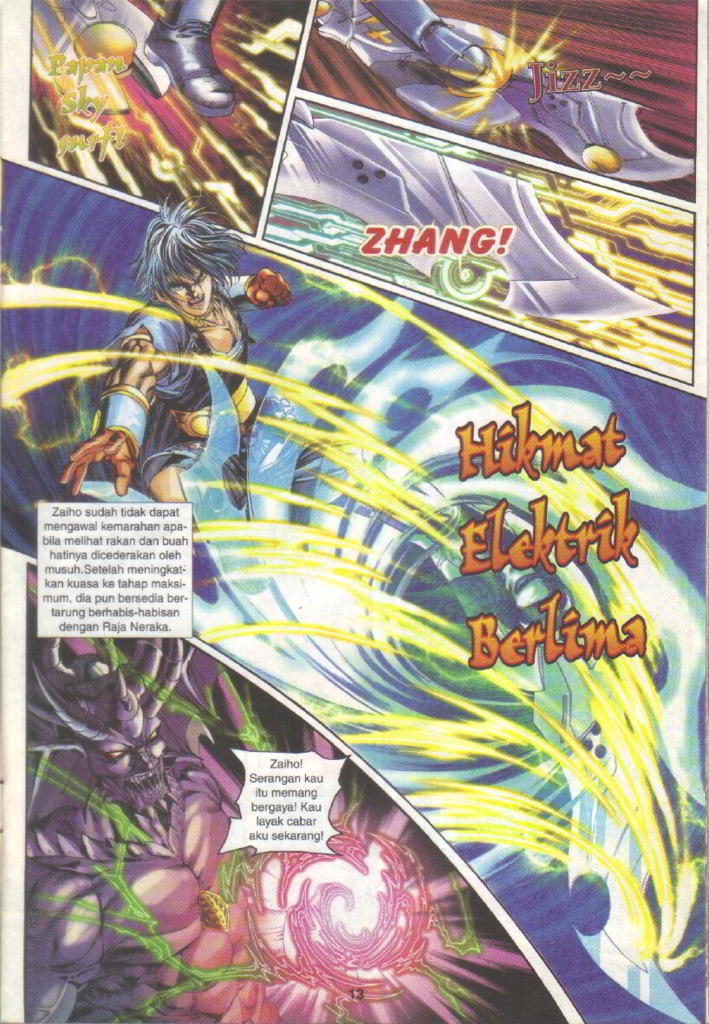 Papan
sky
surf!
Jizz~~
ZHANG!
Hikmat
Elektrik
Berlima
Zaiho sudah tidak dapat
mengawal kemarahan apa-
bila melihat rakan dan buah
hatinya dicederakan oleh
musuh.Setelah meningkat-
kan kuasa ke tahap maksi-
mum, dia pun bersedia ber-
tarung berhabis-habisan
dengan Raja Neraka.
Zaiho!
Serangan kau
itu memang
bergaya! Kau
layak cabar
aku sekarang!
13